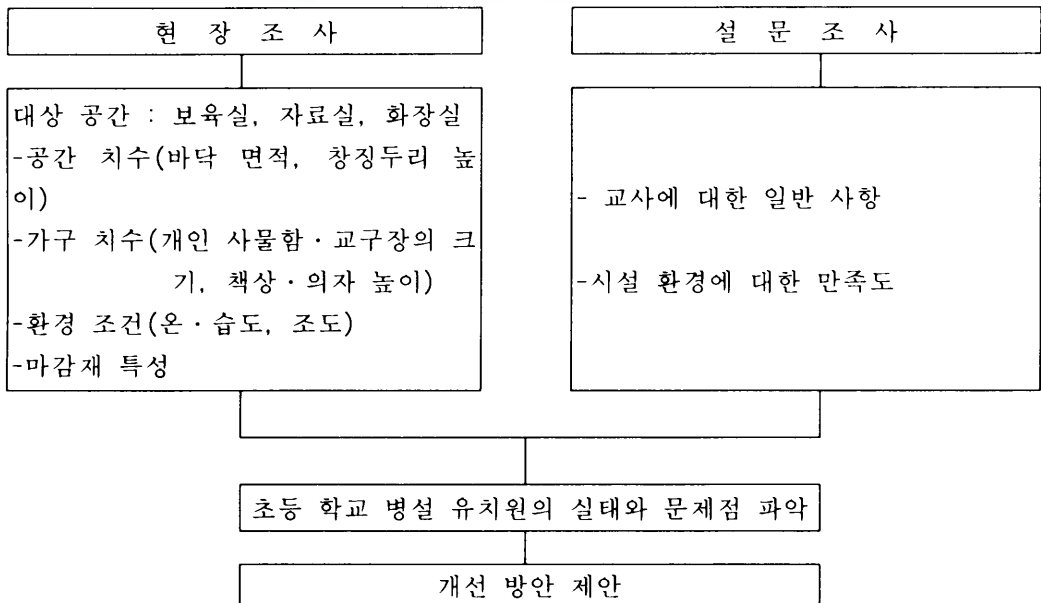 현 장 조 사
설 문 조 사
대상 공간 : 보육실, 자료실, 화장실
-공간 치수(바닥 면적, 창징두리 높
이)
-가구 치수(개인 사물함·교구장의 크
기, 책상·의자 높이)
-환경 조건(온·습도, 조도)
-마감재 특성
- 교사에 대한 일반 사항
-시설 환경에 대한 만족도
초등 학교 병설 유치원의 실태와 문제점 파악
개선 방안 제안